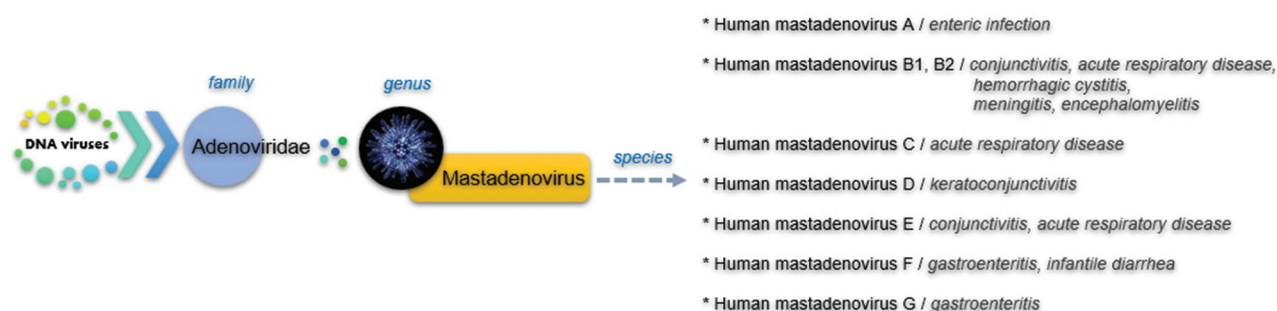 family
genus
DNA viruses
Adenoviridae
Mastadenovirus
species
* Human mastadenovirus A / enteric infection
* Human mastadenovirus B1, B2 / conjunctivitis, acute respiratory disease,
hemorrhagic cystitis,
meningitis, encephalomyelitis
* Human mastadenovirus C / acute respiratory disease
* Human mastadenovirus D / keratoconjunctivitis
* Human mastadenovirus E / conjunctivitis, acute respiratory disease
* Human mastadenovirus F / gastroenteritis, infantile diarrhea
* Human mastadenovirus G / gastroenteritis